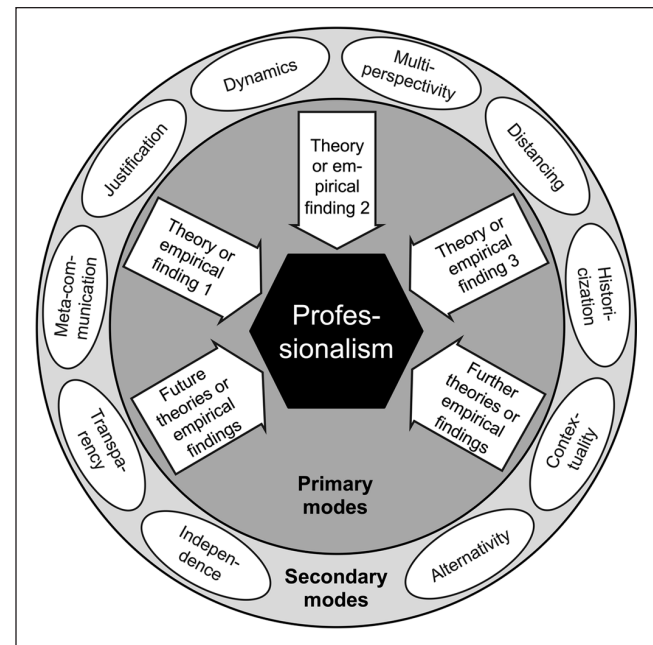 Dynamics
Multi-
perspectivity
Distancing
Histori-
cization
Contex-
tuality
Alternativity
Secondary
modes
Indepen-
dence
Transpa-
rency
Meta-com-
munication
Justification
Theory or
empirical
finding 1
Theory
or em-
pirical
finding 2
Theory or
empirical
finding 3
Further
theories or
empirical
findings
Future
theories or
empirical
findings
Profes-
sionalism
Primary
modes